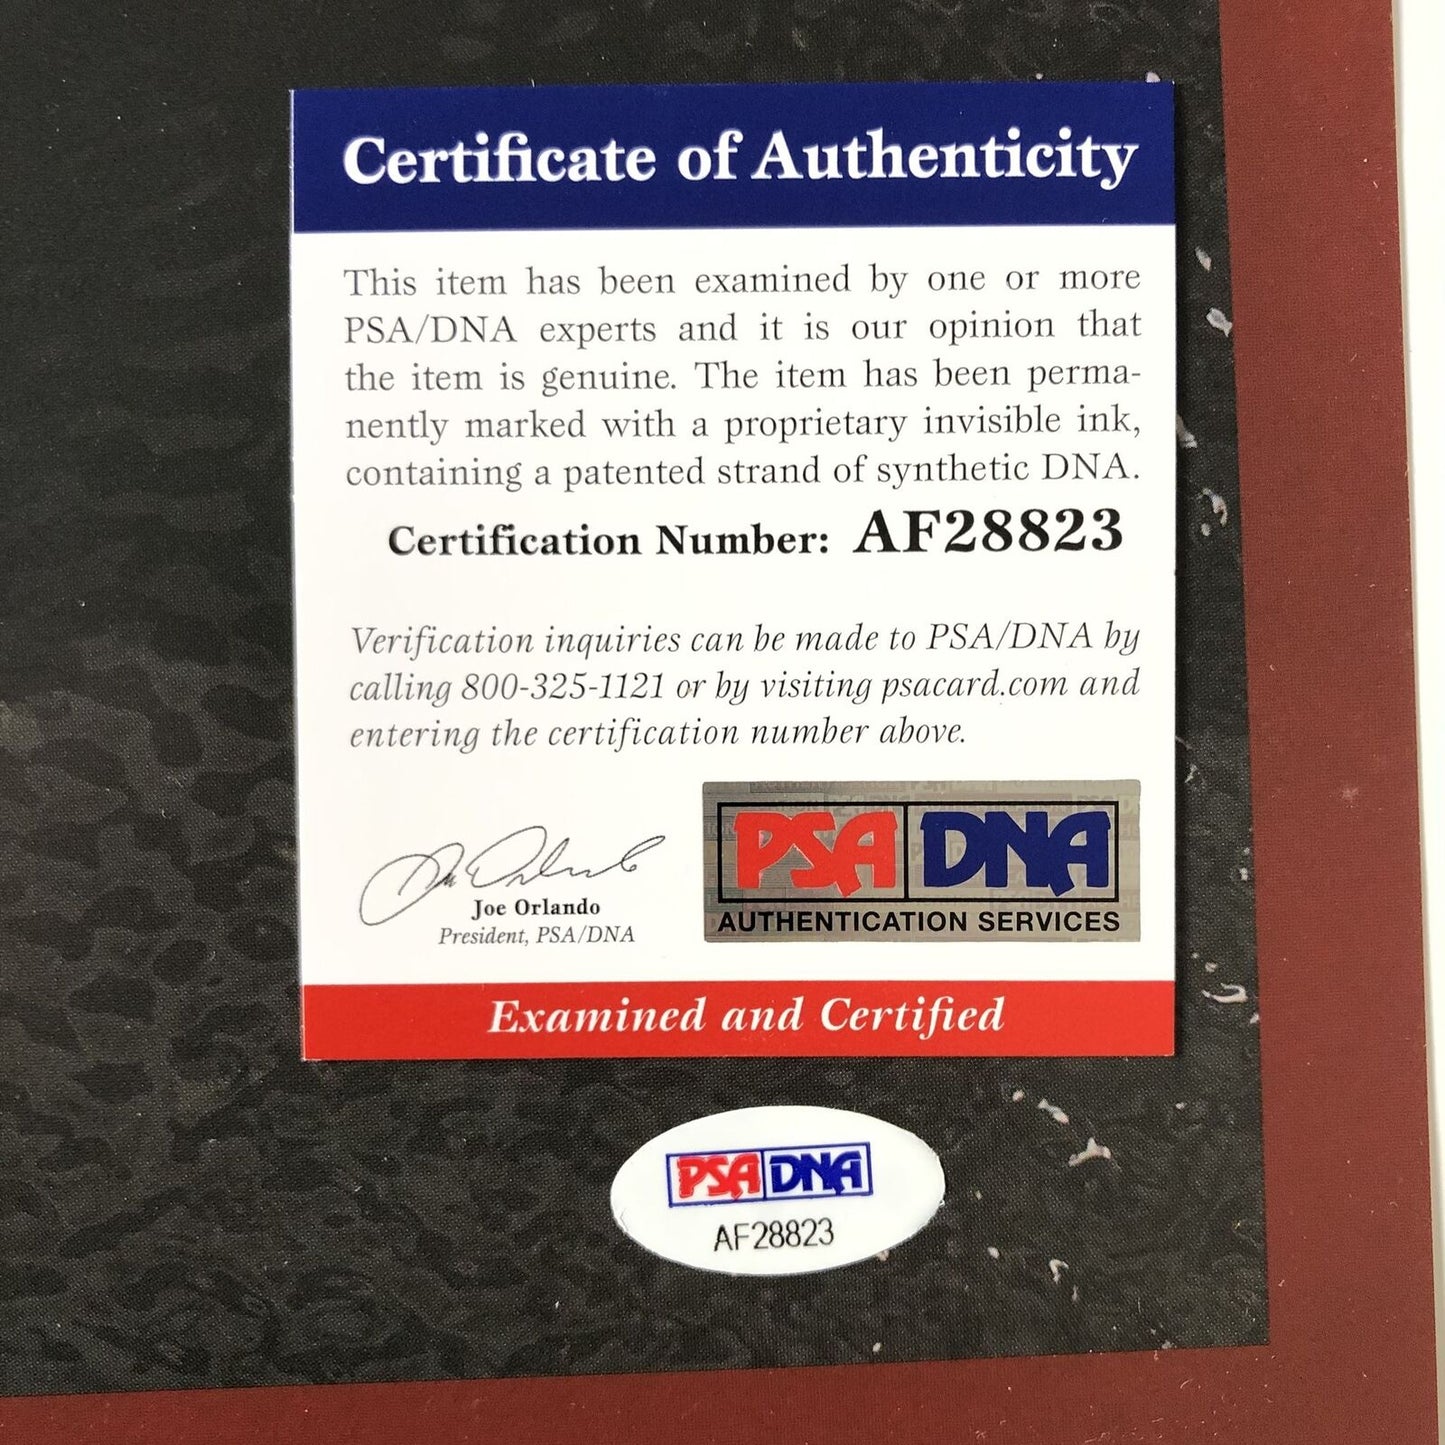 Certificate of Authenticity
This item has been examined by one or more
PSA/DNA experts and it is our opinion that
the item is genuine. The item has been perma-
nently marked with a proprietary invisible ink,
containing a patented strand of synthetic DNA.
Certification Number: AF28823
Verification inquiries can be made to PSA/DNA by
calling 800-325-1121 or by visiting psacard.com and
entering the certification number above.
Joe Orlando
President, PSA/DNA
PSA DNA
AUTHENTICATION SERVICES
Examined and Certified
PSA DNA
AF28823